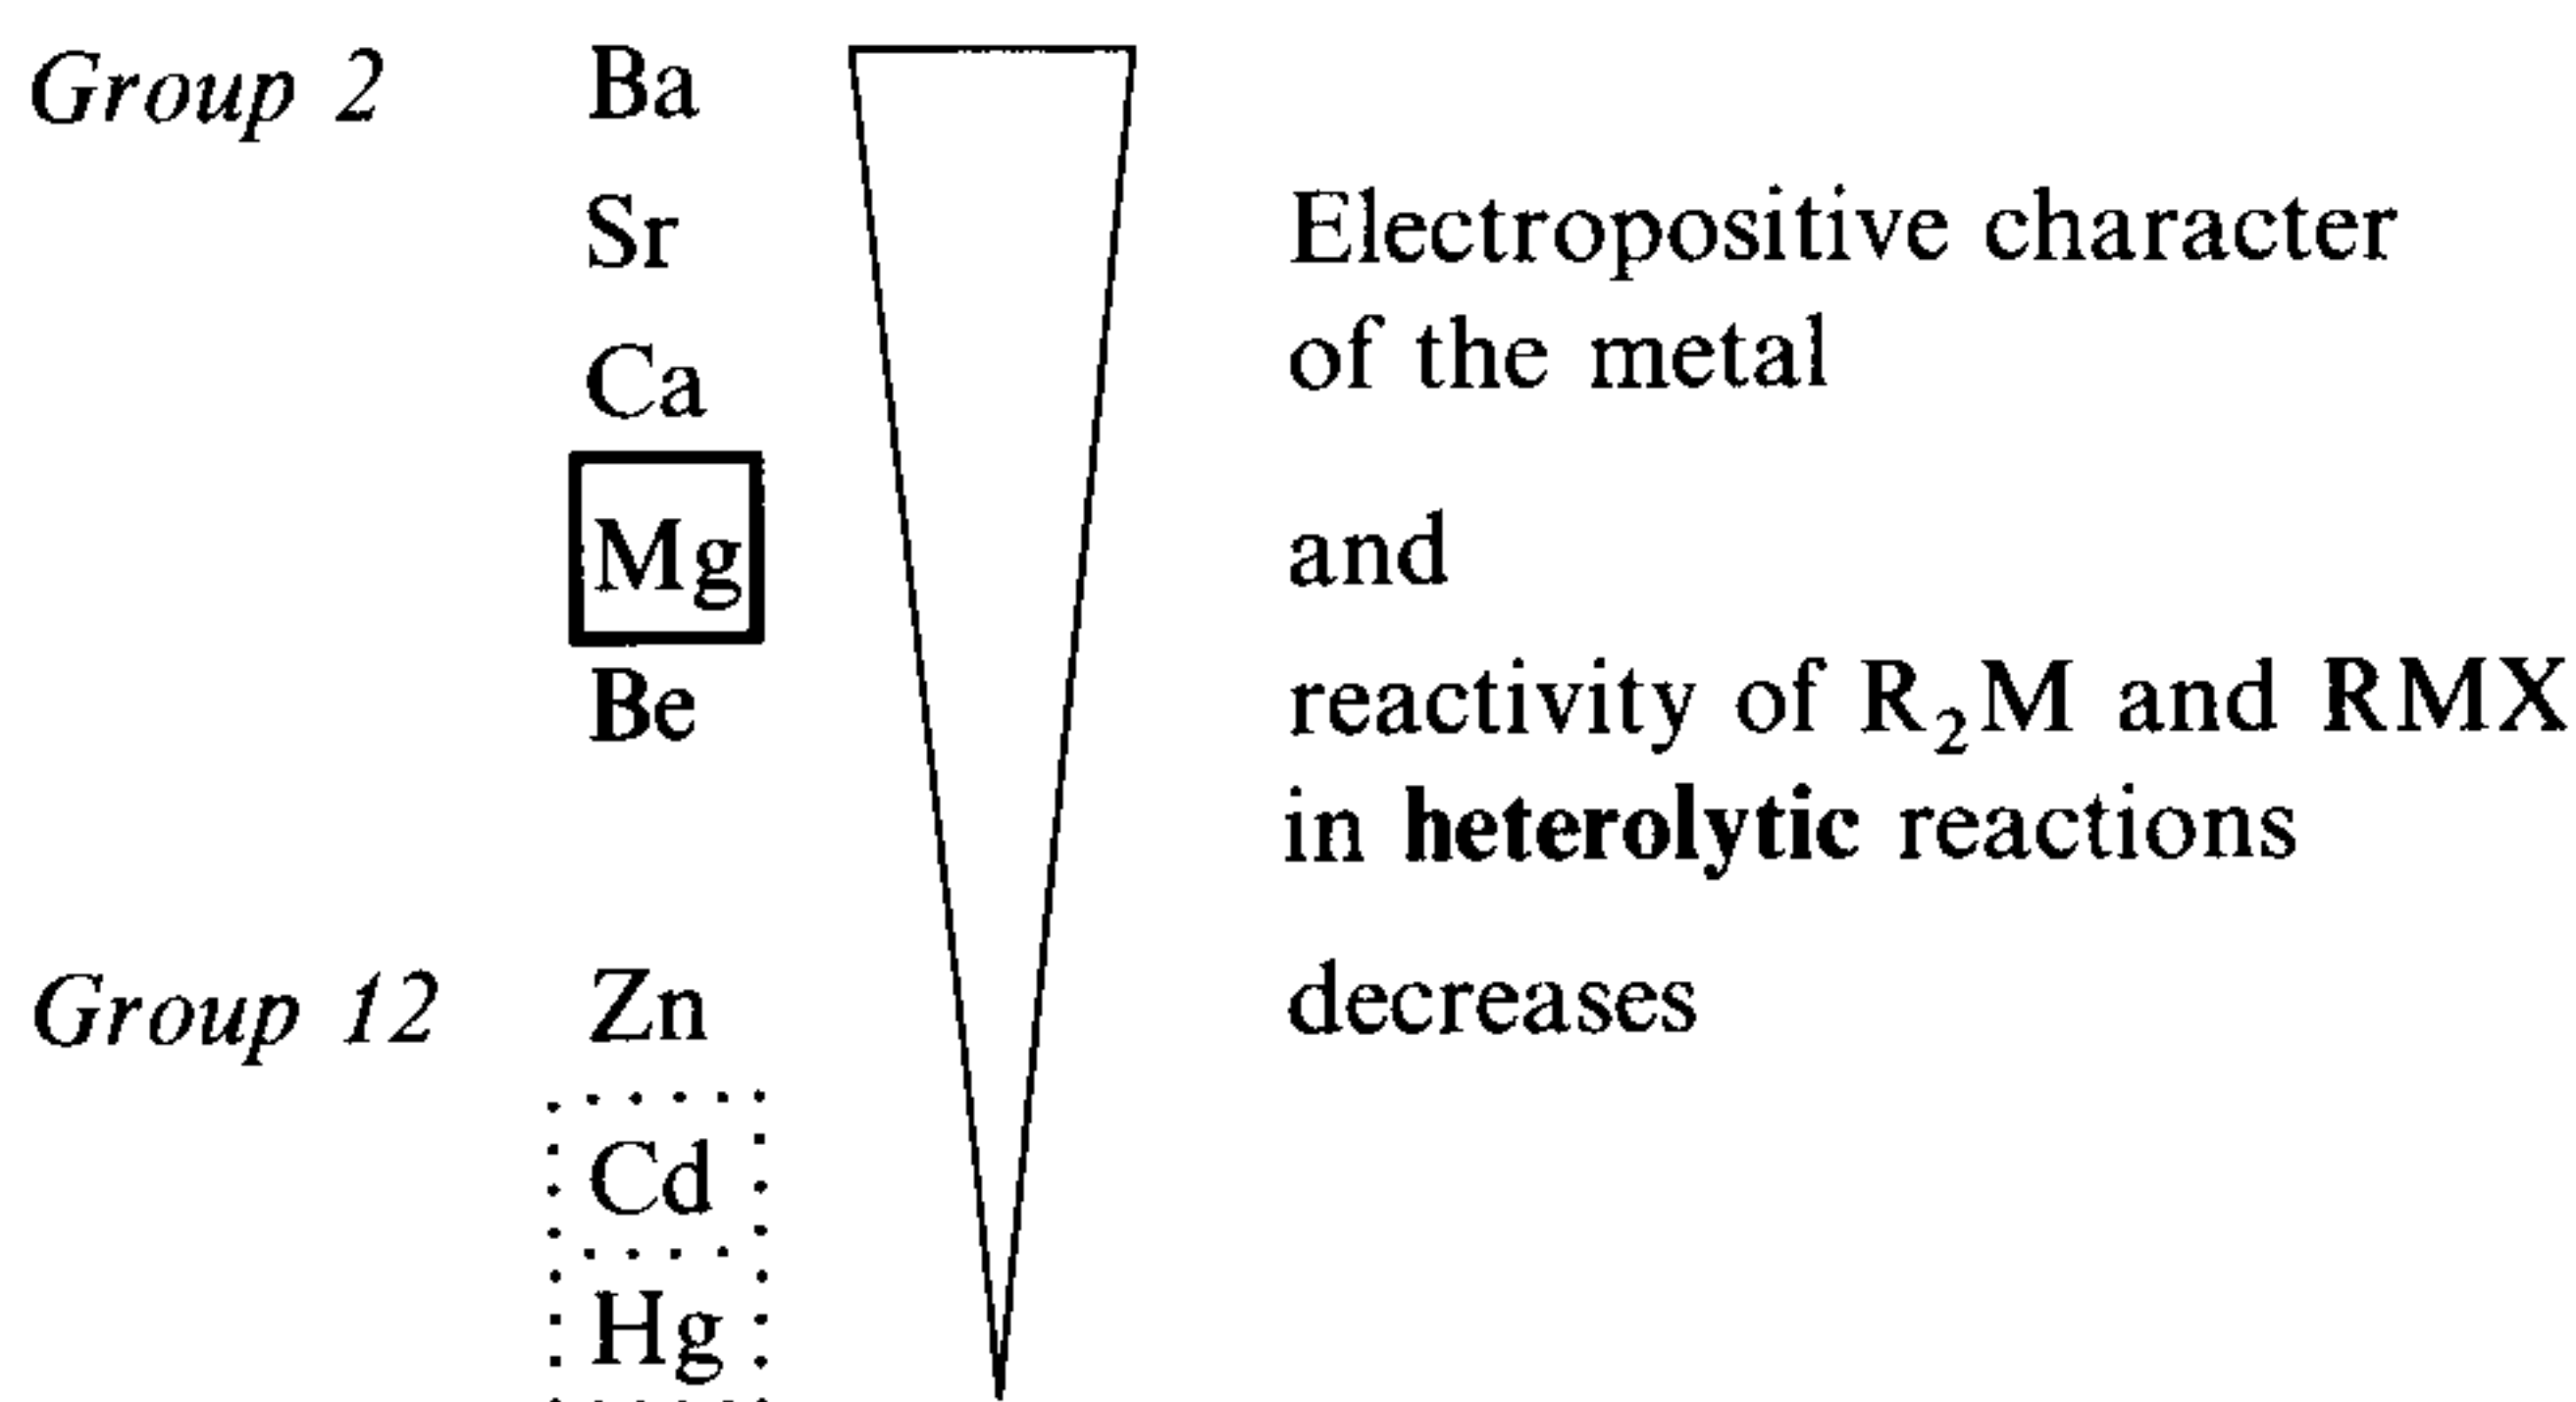 Group 2 Ba
Sr
Electropositive character
of the metal
Ca
Mg
and
Be
reactivity of R₂M and RMX
in heterolytic reactions
Group 12 Zn
decreases
Cd
Hg